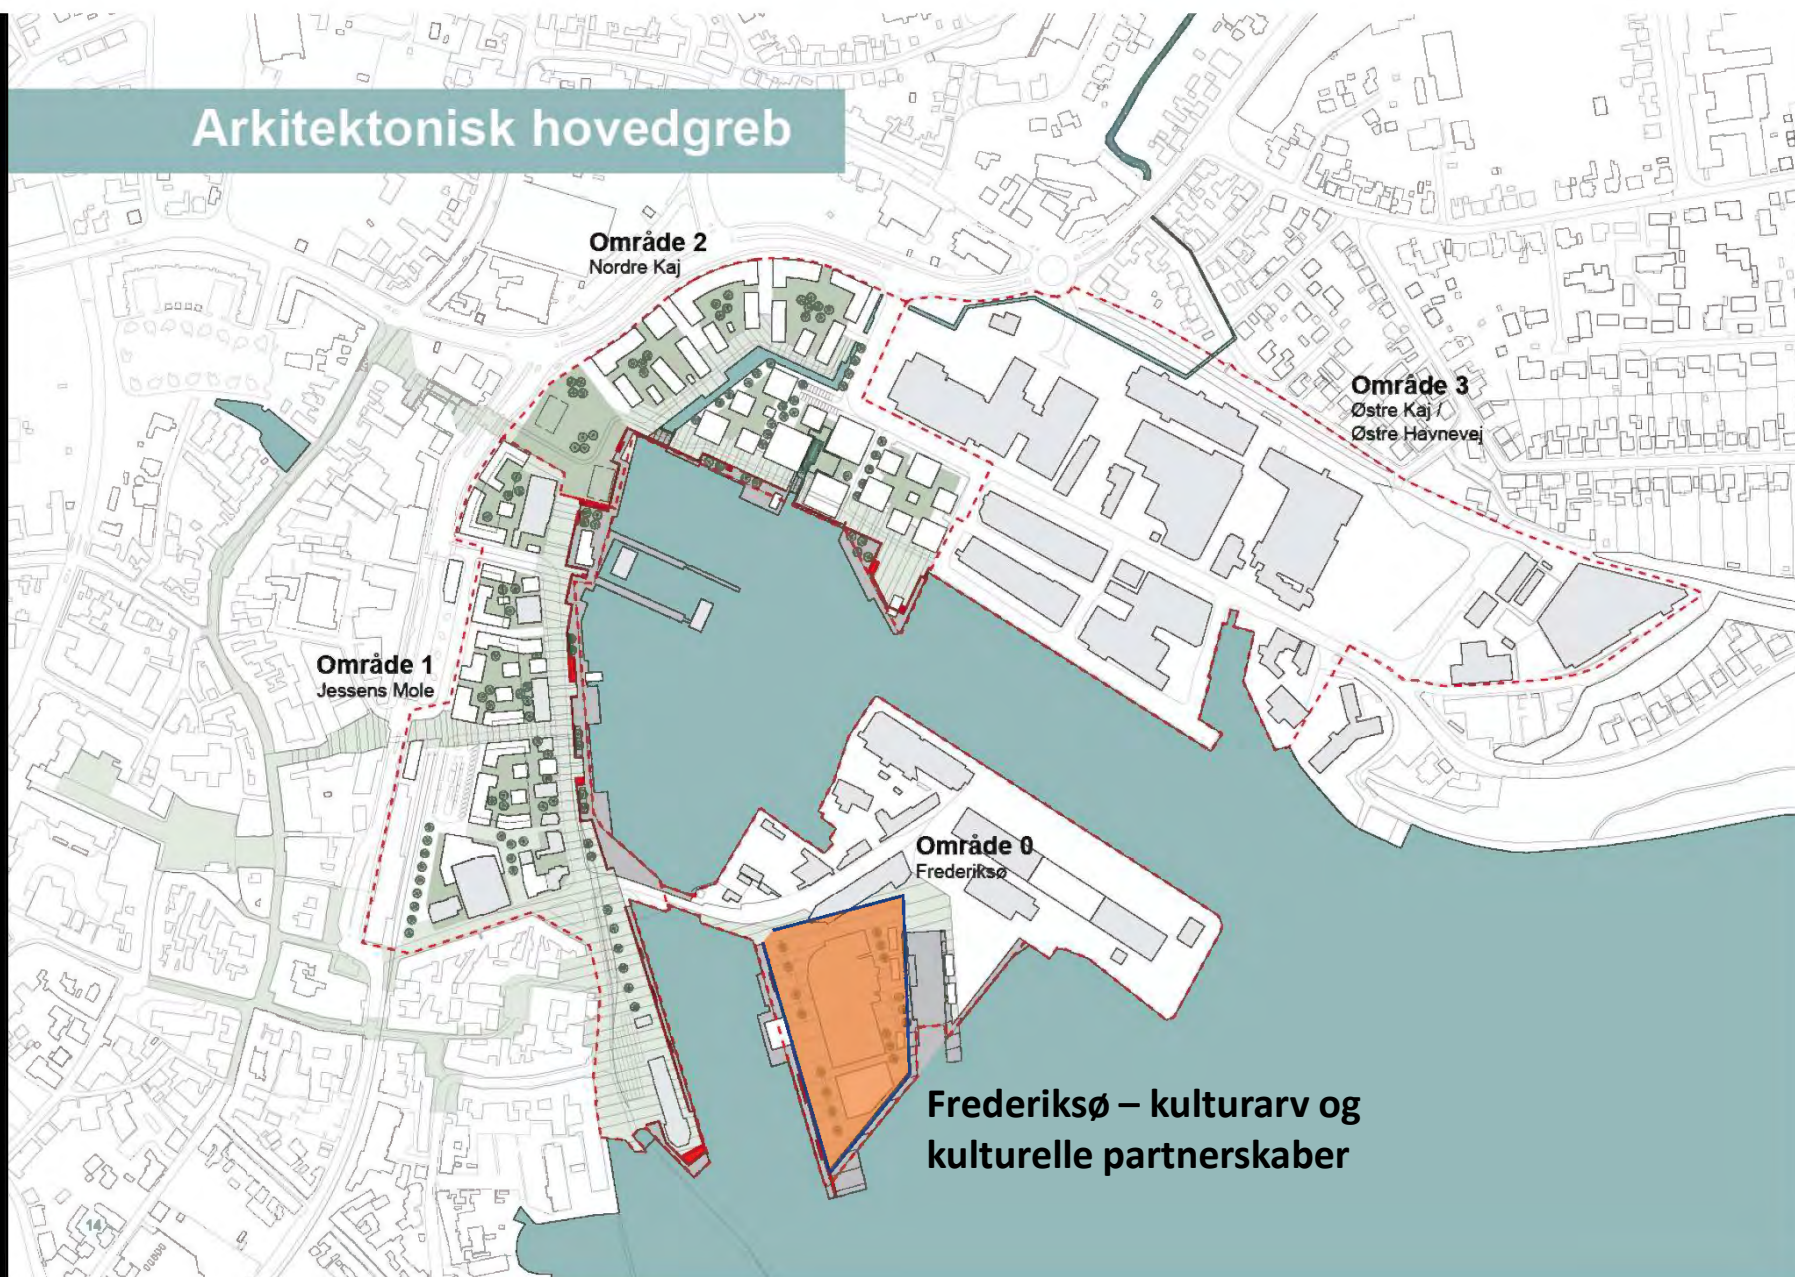 Arkitektonisk hovedgreb
Område 2
Nordre Kaj
Område 3
Østre Kaj /
Østre Havnevej
Område 1
Jessens Mole
Område 0
Frederiksø
Frederiksø – kulturarv og
kulturelle partnerskaber
14